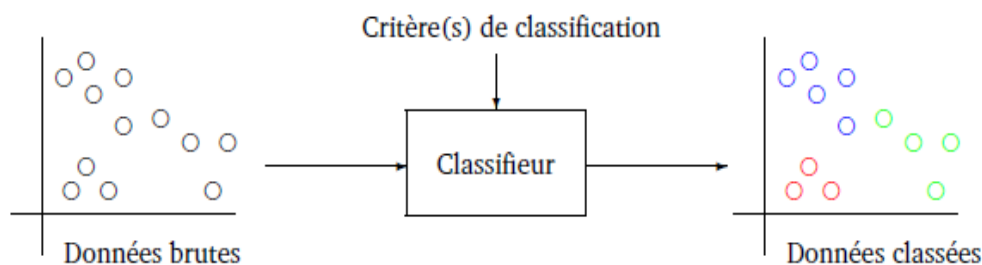 Critère(s) de classification
Classifieur
Données brutes
Données classées